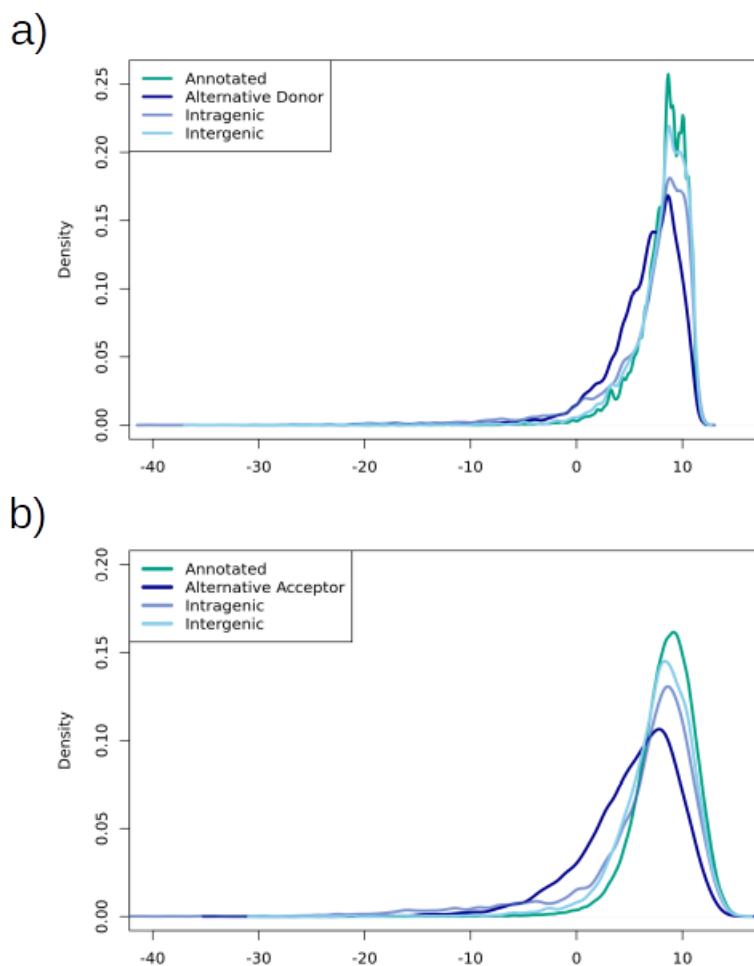 a)
Annotated
Alternative Donor
Intragenic
Intergenic
Density
0.25
0.20
0.15
0.10
0.05
0.00
-40 -30 -20 -10 0 10
b)
Annotated
Alternative Acceptor
Intragenic
Intergenic
Density
0.20
0.15
0.10
0.05
0.00
-40 -30 -20 -10 0 10